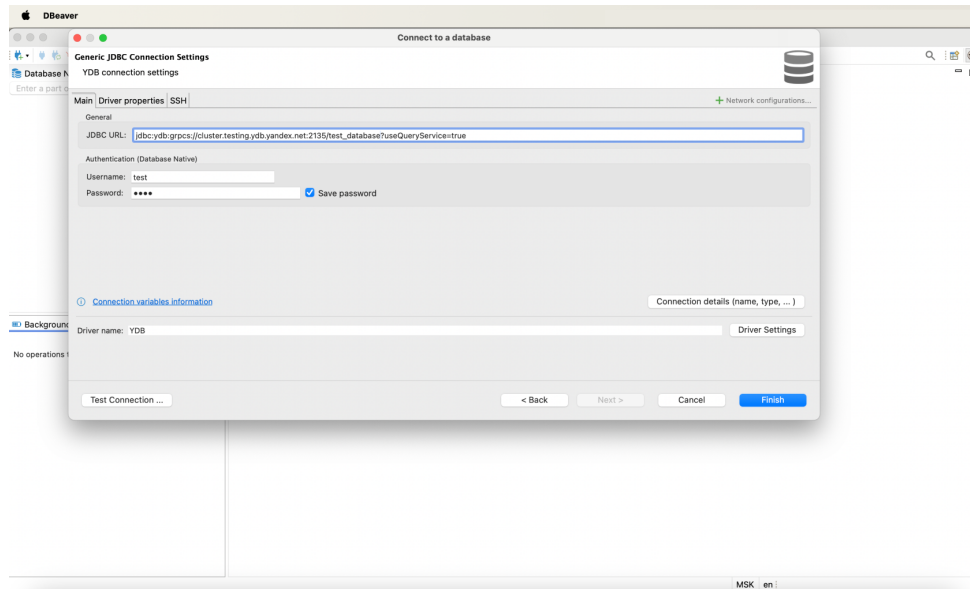 DBeaver
Connect to a database
Generic JDBC Connection Settings
YDB connection settings
Database N
Enter a part o
Main Driver properties SSH
Network configurations...
General
JDBC URL: jdbc:ydb:grpcs://cluster.testing.ydb.yandex.net:2135/test_database?useQueryService=true
Authentication (Database Native)
Username: test
Password: ••••
Save password
Connection variables information
Connection details (name, type, ... )
Background
Driver name: YDB
Driver Settings
No operations t
Test Connection ...
< Back
Next >
Cancel
Finish
MSK en